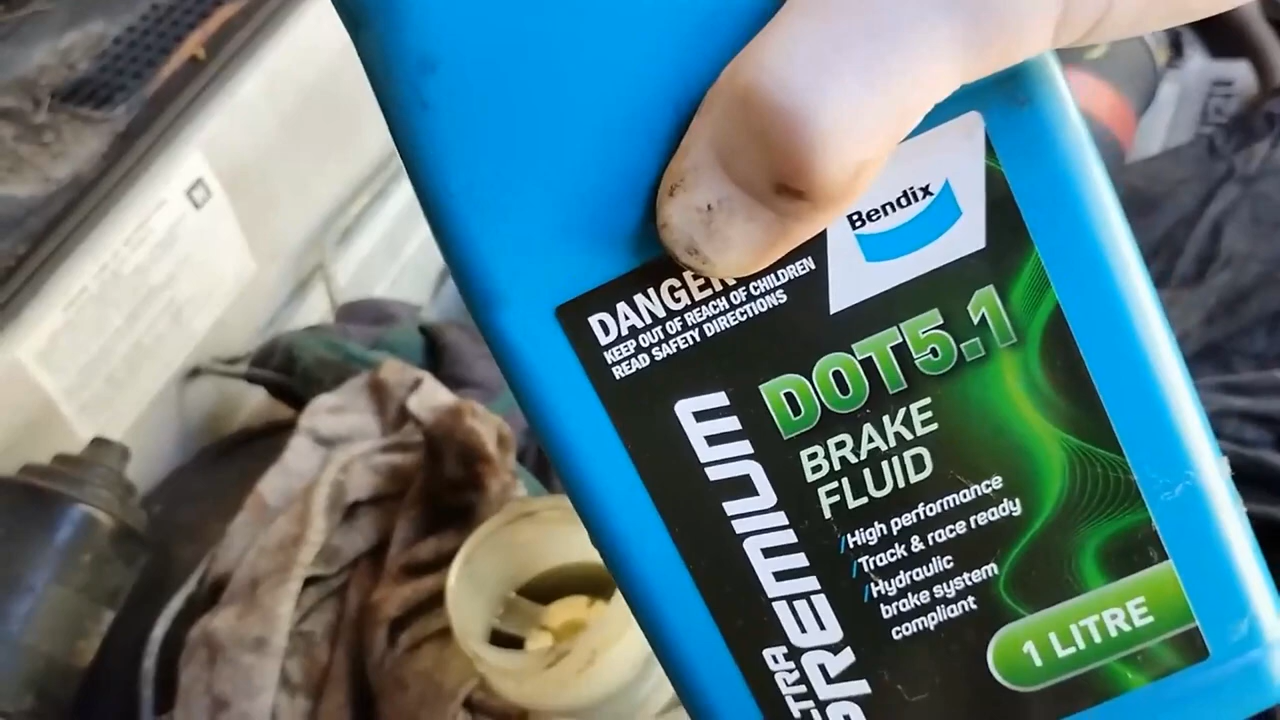 Bendix
DANGER
KEEP OUT OF REACH OF CHILDREN
READ SAFETY DIRECTIONS
DOT5.1
BRAKE
FLUID
/High performance
/Track & race ready
/Hydraulic
brake system
compliant
1 LITRE